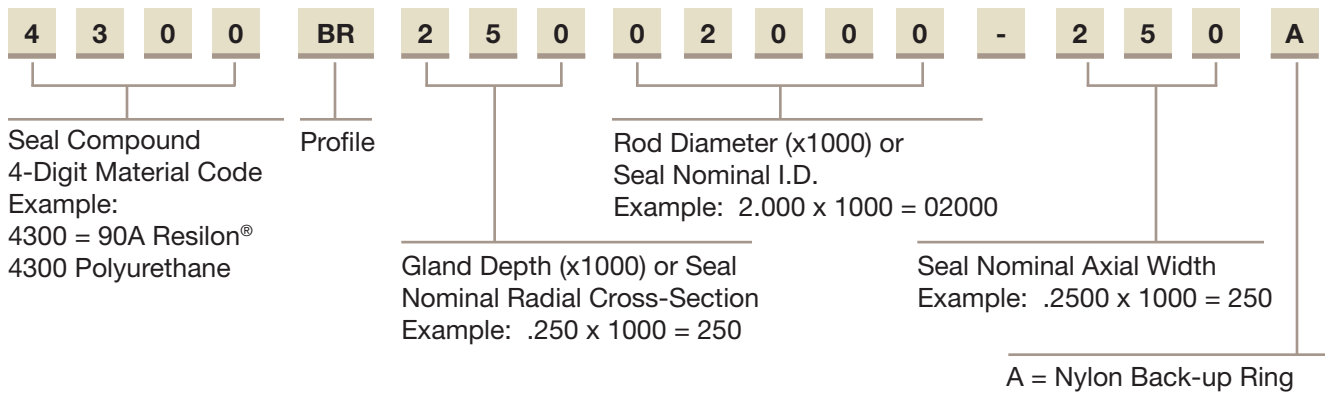 4 3 0 0 BR 2 5 0 0 2 0 0 0 - 2 5 0 A
Seal Compound
4-Digit Material Code
Example:
4300 = 90A Resilon®
4300 Polyurethane
Profile
Gland Depth (x1000) or Seal
Nominal Radial Cross-Section
Example: .250 x 1000 = 250
Rod Diameter (x1000) or
Seal Nominal I.D.
Example: 2.000 x 1000 = 02000
Seal Nominal Axial Width
Example: .2500 x 1000 = 250
A = Nylon Back-up Ring